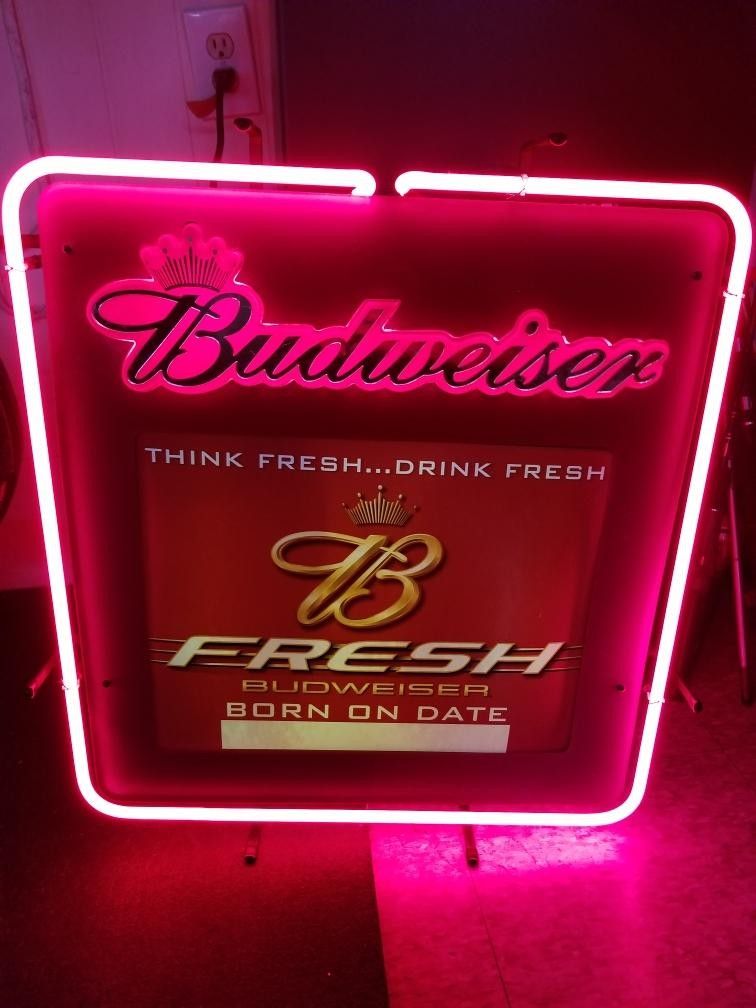 Budweiser
THINK FRESH...DRINK FRESH
B
FRESH
BUDWEISER
BORN ON DATE